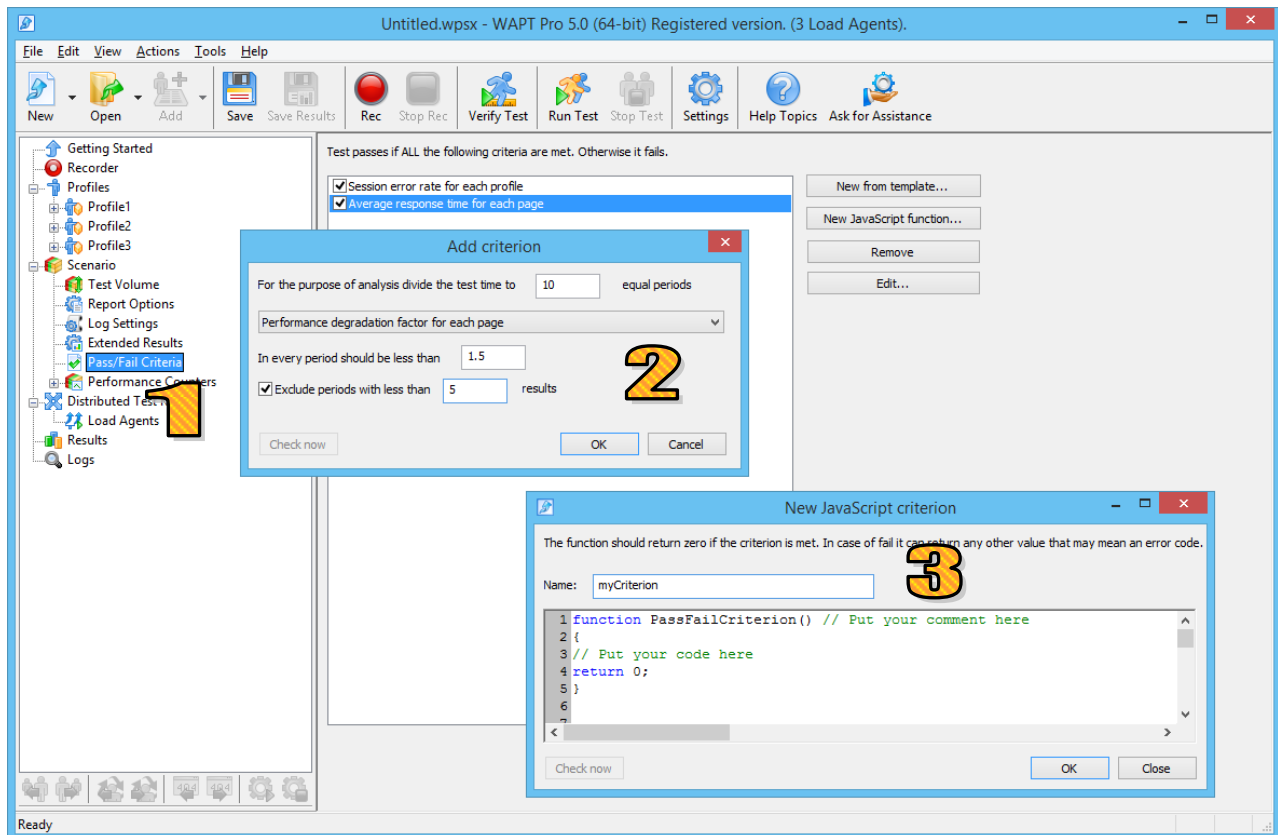 Untitled.wpsx - WAPT Pro 5.0 (64-bit) Registered version. (3 Load Agents).
File Edit View Actions Tools Help
New Open Add Save Save Results Rec Stop Rec Verify Test Run Test Stop Test Settings Help Topics Ask for Assistance
Getting Started
Recorder
Profiles
Profile1
Profile2
Profile3
Scenario
Test Volume
Report Options
Log Settings
Extended Results
Pass/Fail Criteria
Performance Counters
Distributed Test
Load Agents
Results
Logs
1
Test passes if ALL the following criteria are met. Otherwise it fails.
Session error rate for each profile
Average response time for each page
New from template...
New JavaScript function...
Remove
Edit...
Add criterion
For the purpose of analysis divide the test time to 10 equal periods
Performance degradation factor for each page
In every period should be less than 1.5
Exclude periods with less than 5 results
2
Check now OK Cancel
New JavaScript criterion
The function should return zero if the criterion is met. In case of fail it can return any other value that may mean an error code.
3
Name: myCriterion
1 function PassFailCriterion() // Put your comment here
2 {
3 // Put your code here
4 return 0;
5 }
6
7
Check now OK Close
404 404
Ready